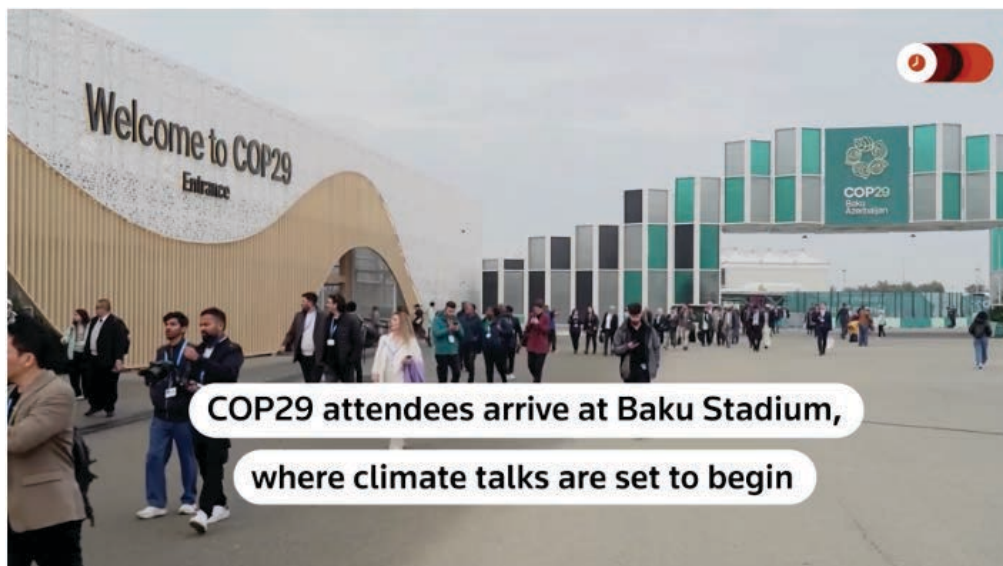 Welcome to COP29
Entrance
COP29
Baku
Azerbaijan
COP29 attendees arrive at Baku Stadium,
where climate talks are set to begin